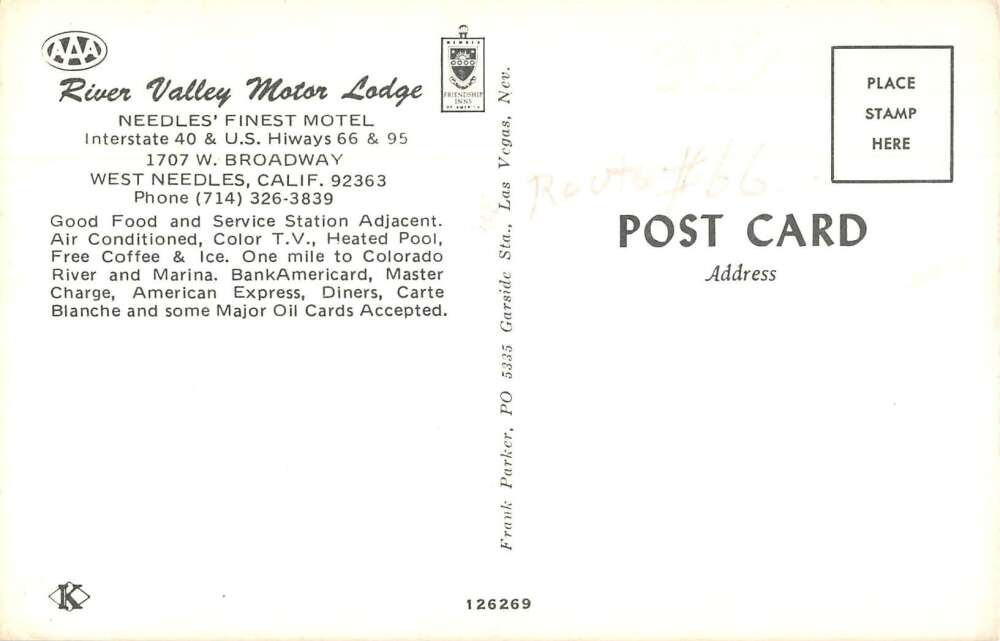 AAA
River Valley Motor Lodge
NEEDLES' FINEST MOTEL
Interstate 40 & U.S. Hiways 66 & 95
1707 W. BROADWAY
WEST NEEDLES, CALIF. 92363
Phone (714) 326-3839
Good Food and Service Station Adjacent.
Air Conditioned, Color T.V., Heated Pool,
Free Coffee & Ice. One mile to Colorado
River and Marina. BankAmericard, Master
Charge, American Express, Diners, Carte
Blanche and some Major Oil Cards Accepted.
MEMBER
FRIENDSHIP
INNS
OF AMERICA
Frank Parker, PO 5335 Garside Sta., Las Vegas, Nev.
PLACE
STAMP
HERE
Route #66
POST CARD
Address
K
126269